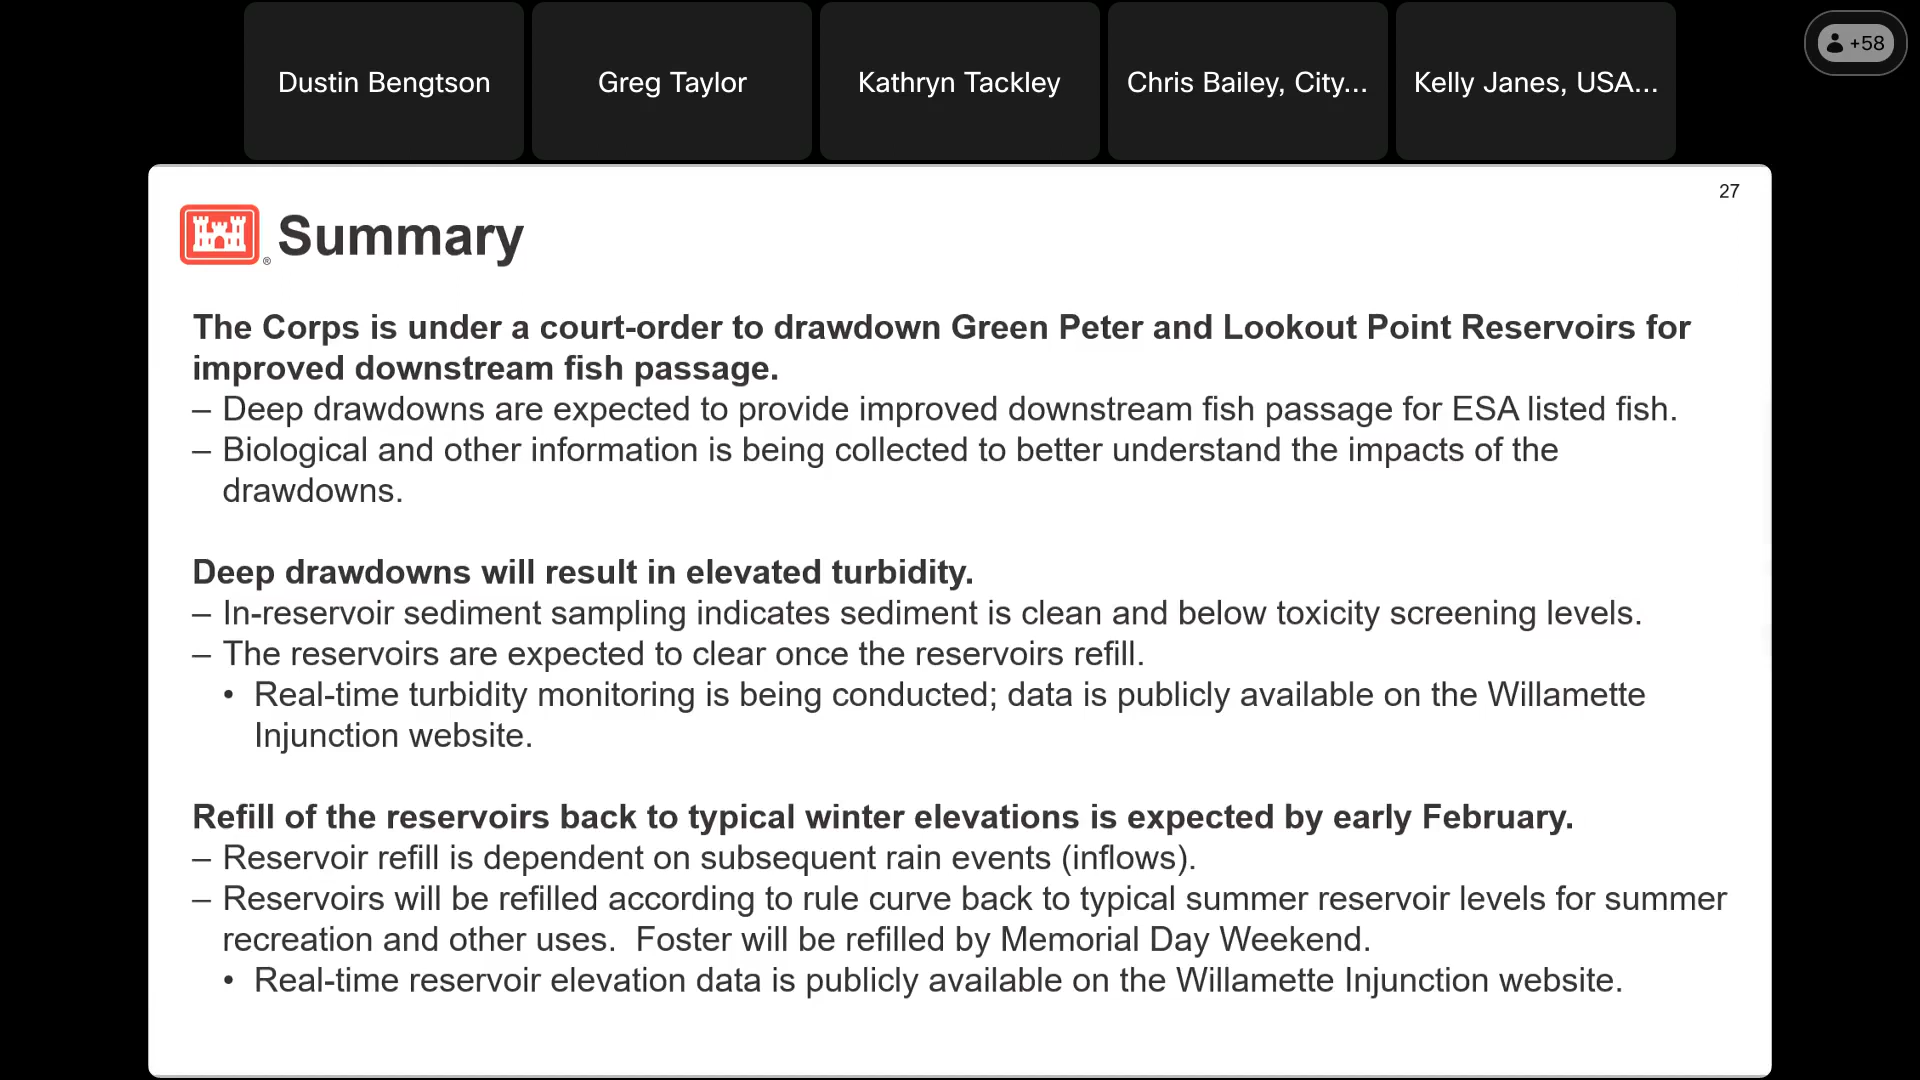 Dustin Bengtson
Greg Taylor
Kathryn Tackley
Chris Bailey, City...
Kelly Janes, USA...
+58
27
® Summary
The Corps is under a court-order to drawdown Green Peter and Lookout Point Reservoirs for
improved downstream fish passage.
– Deep drawdowns are expected to provide improved downstream fish passage for ESA listed fish.
– Biological and other information is being collected to better understand the impacts of the
drawdowns.
Deep drawdowns will result in elevated turbidity.
– In-reservoir sediment sampling indicates sediment is clean and below toxicity screening levels.
– The reservoirs are expected to clear once the reservoirs refill.
• Real-time turbidity monitoring is being conducted; data is publicly available on the Willamette
Injunction website.
Refill of the reservoirs back to typical winter elevations is expected by early February.
– Reservoir refill is dependent on subsequent rain events (inflows).
– Reservoirs will be refilled according to rule curve back to typical summer reservoir levels for summer
recreation and other uses.  Foster will be refilled by Memorial Day Weekend.
• Real-time reservoir elevation data is publicly available on the Willamette Injunction website.